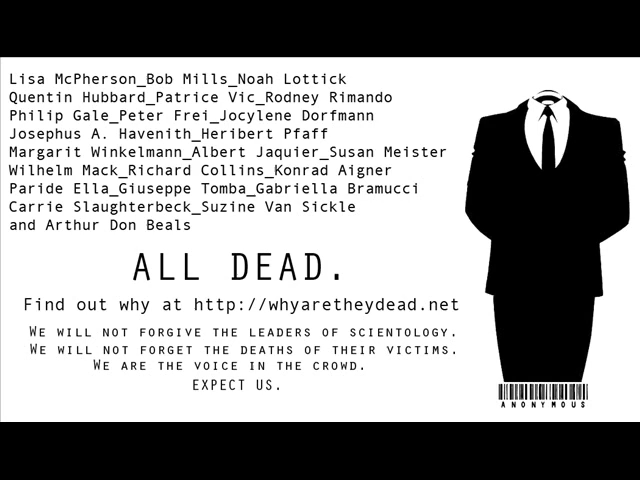 Lisa McPherson_Bob Mills_Noah Lottick
Quentin Hubbard_Patrice Vic_Rodney Rimando
Philip Gale_Peter Frei_Jocylene Dorfmann
Josephus A. Havenith_Heribert Pfaff
Margarit Winkelmann_Albert Jaquier_Susan Meister
Wilhelm Mack_Richard Collins_Konrad Aigner
Paride Ella_Giuseppe Tomba_Gabriella Bramucci
Carrie Slaughterbeck_Suzine Van Sickle
and Arthur Don Beals
ALL DEAD.
Find out why at http://whyaretheydead.net
We will not forgive the leaders of scientology.
We will not forget the deaths of their victims.
We are the voice in the crowd.
EXPECT US.
ANONYMOUS